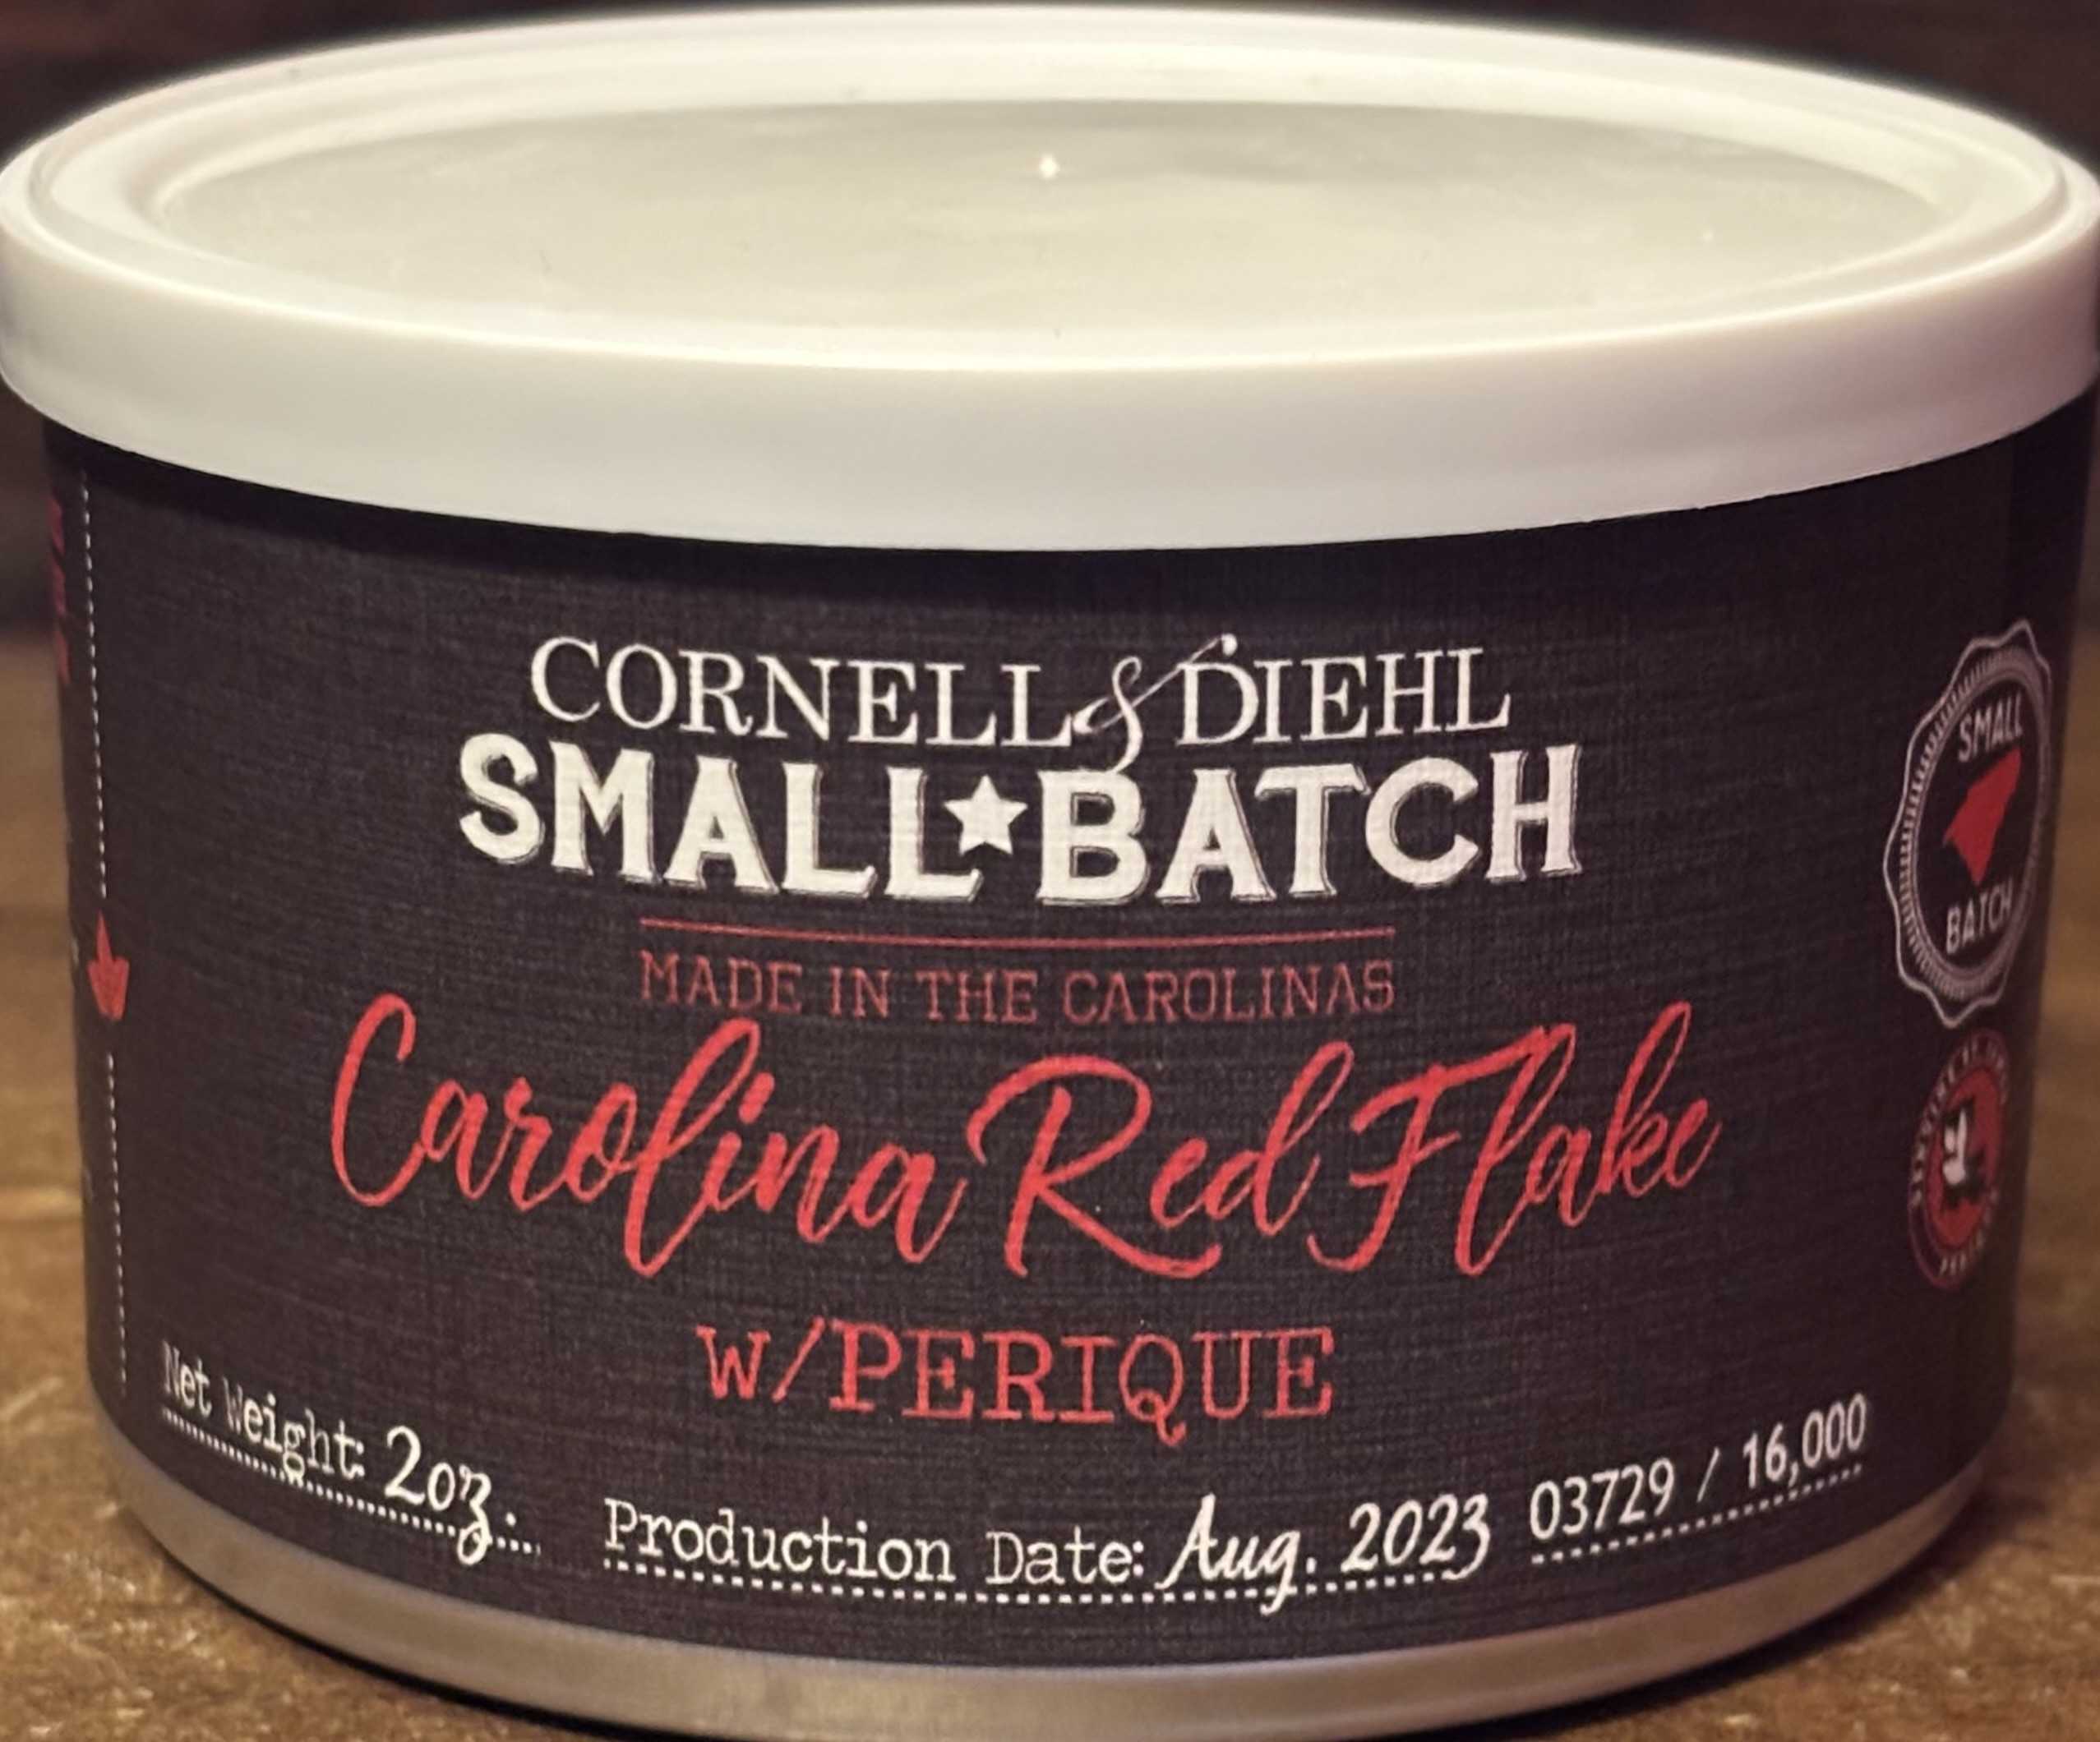 CORNELL & DIEHL
SMALL★BATCH
MADE IN THE CAROLINAS
Carolina Red Flake
W/PERIQUE
Net Weight: 2oz.
Production Date: Aug. 2023
03729 / 16,000
SMALL
BATCH